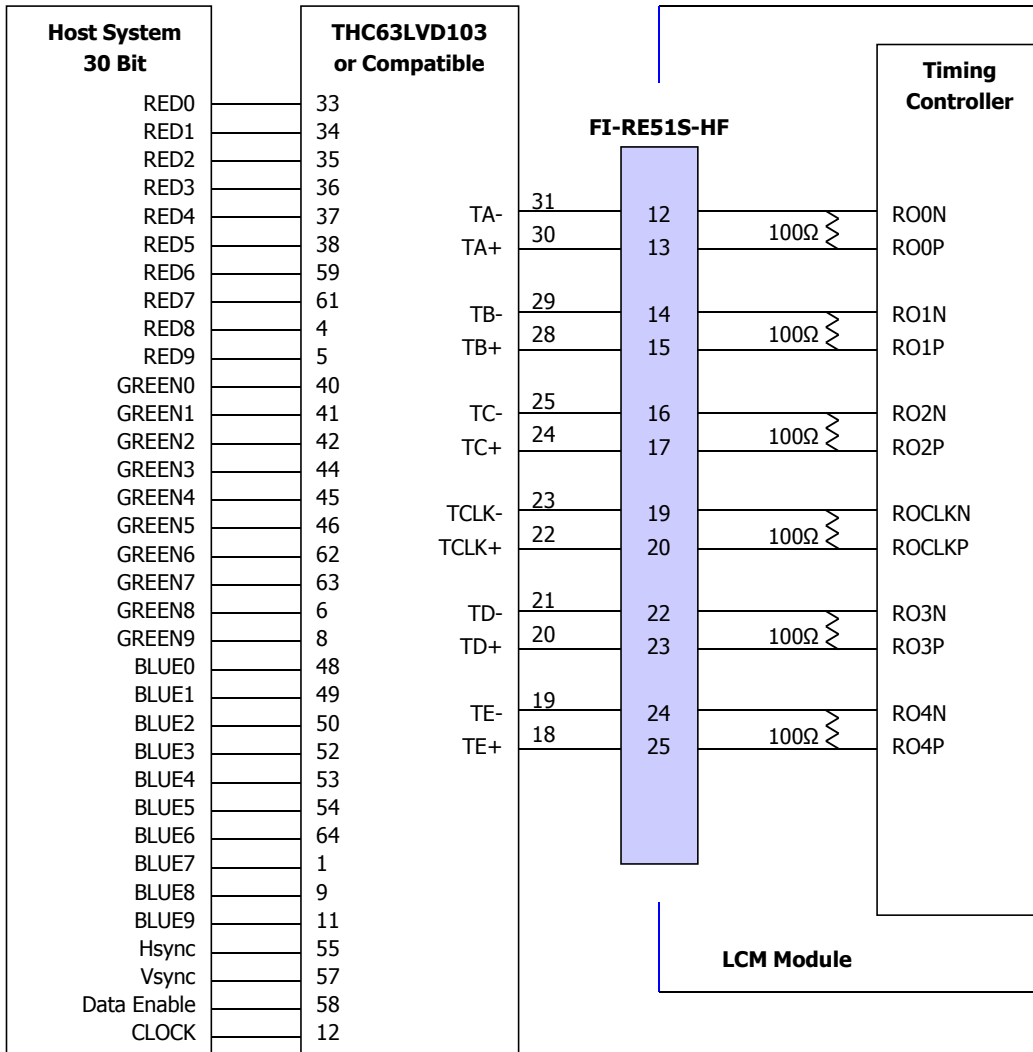 Host System
30 Bit
RED0
RED1
RED2
RED3
RED4
RED5
RED6
RED7
RED8
RED9
GREEN0
GREEN1
GREEN2
GREEN3
GREEN4
GREEN5
GREEN6
GREEN7
GREEN8
GREEN9
BLUE0
BLUE1
BLUE2
BLUE3
BLUE4
BLUE5
BLUE6
BLUE7
BLUE8
BLUE9
Hsync
Vsync
Data Enable
CLOCK
THC63LVD103
or Compatible
33
34
35
36
37
38
59
61
4
5
40
41
42
44
45
46
62
63
6
8
48
49
50
52
53
54
64
1
9
11
55
57
58
12
TA- 31
TA+ 30
TB- 29
TB+ 28
TC- 25
TC+ 24
TCLK- 23
TCLK+ 22
TD- 21
TD+ 20
TE- 19
TE+ 18
FI-RE51S-HF
12
13
14
15
16
17
19
20
22
23
24
25
100Ω
100Ω
100Ω
100Ω
100Ω
100Ω
Timing
Controller
RO0N
RO0P
RO1N
RO1P
RO2N
RO2P
ROCLKN
ROCLKP
RO3N
RO3P
RO4N
RO4P
LCM Module